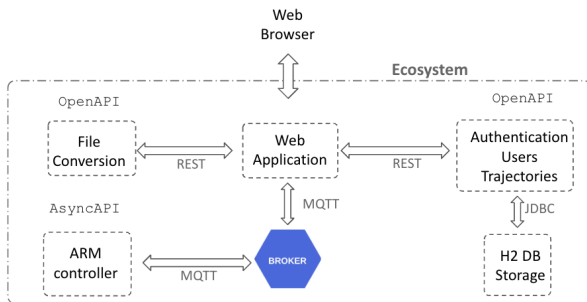 Web
Browser
Ecosystem
OpenAPI
OpenAPI
File
Conversion
REST
Web
Application
REST
Authentication
Users
Trajectories
MQTT
JDBC
AsyncAPI
ARM
controller
MQTT
BROKER
H2 DB
Storage